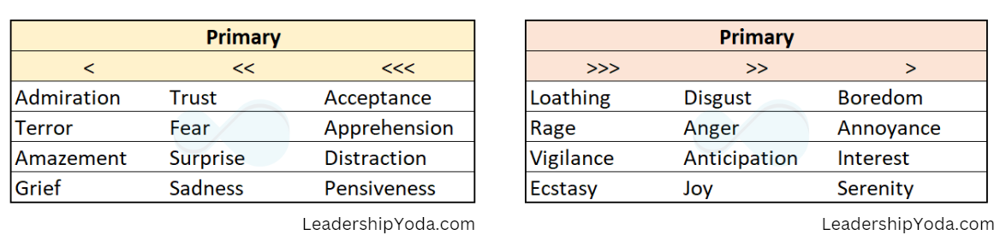 Primary
< << <<<
Admiration Trust Acceptance
Terror Fear Apprehension
Amazement Surprise Distraction
Grief Sadness Pensiveness
LeadershipYoda.com
Primary
>>> >> >
Loathing Disgust Boredom
Rage Anger Annoyance
Vigilance Anticipation Interest
Ecstasy Joy Serenity
LeadershipYoda.com